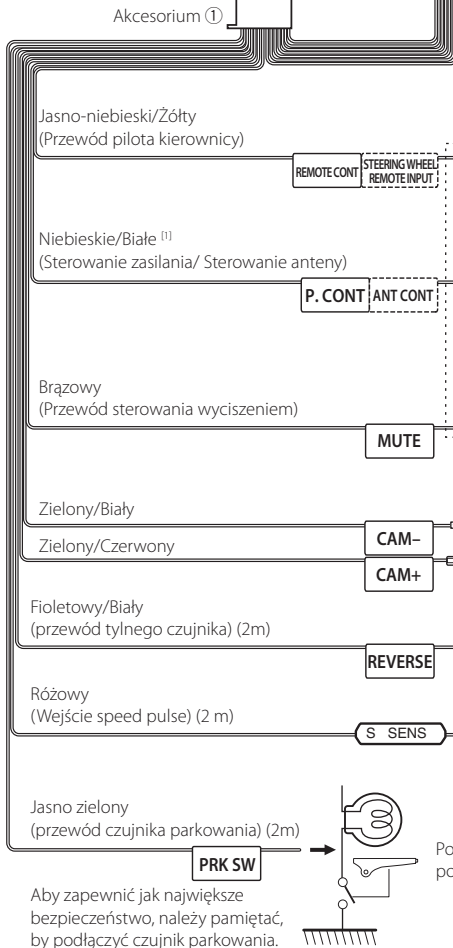 Akcesorium ①
Jasno-niebieski/Żółty
(Przewód pilota kierownicy)
REMOTE CONT
STEERING WHEEL
REMOTE INPUT
Niebieskie/Białe [1]
(Sterowanie zasilania/ Sterowanie anteny)
P. CONT
ANT CONT
Brązowy
(Przewód sterowania wyciszeniem)
MUTE
Zielony/Biały
CAM−
Zielony/Czerwony
CAM+
Fioletowy/Biały
(przewód tylnego czujnika) (2m)
REVERSE
Różowy
(Wejście speed pulse) (2 m)
S SENS
Jasno zielony
(przewód czujnika parkowania) (2m)
PRK SW
Aby zapewnić jak największe
bezpieczeństwo, należy pamiętać,
by podłączyć czujnik parkowania.